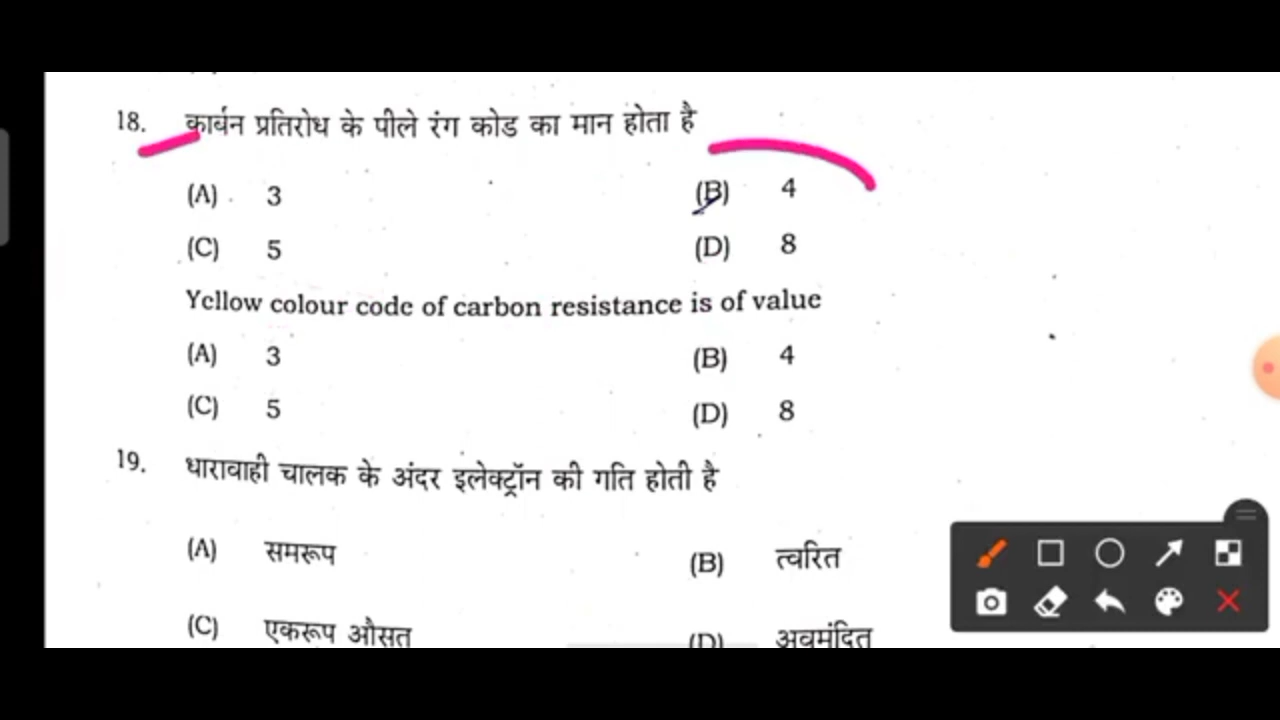 18. कार्बन प्रतिरोध के पीले रंग कोड का मान होता है
(A) 3 (B) 4
(C) 5 (D) 8
Yellow colour code of carbon resistance is of value
(A) 3 (B) 4
(C) 5 (D) 8
19. धारावाही चालक के अंदर इलेक्ट्रॉन की गति होती है
(A) समरूप (B) त्वरित
(C) एकरूप औसत (D) अवमंदित